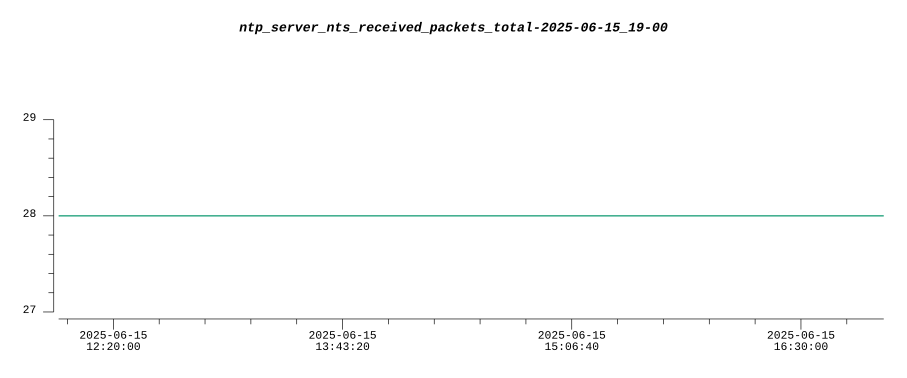 ntp_server_nts_received_packets_total-2025-06-15_19-00
29
28
27
2025-06-15 2025-06-15 2025-06-15 2025-06-15
12:20:00 13:43:20 15:06:40 16:30:00